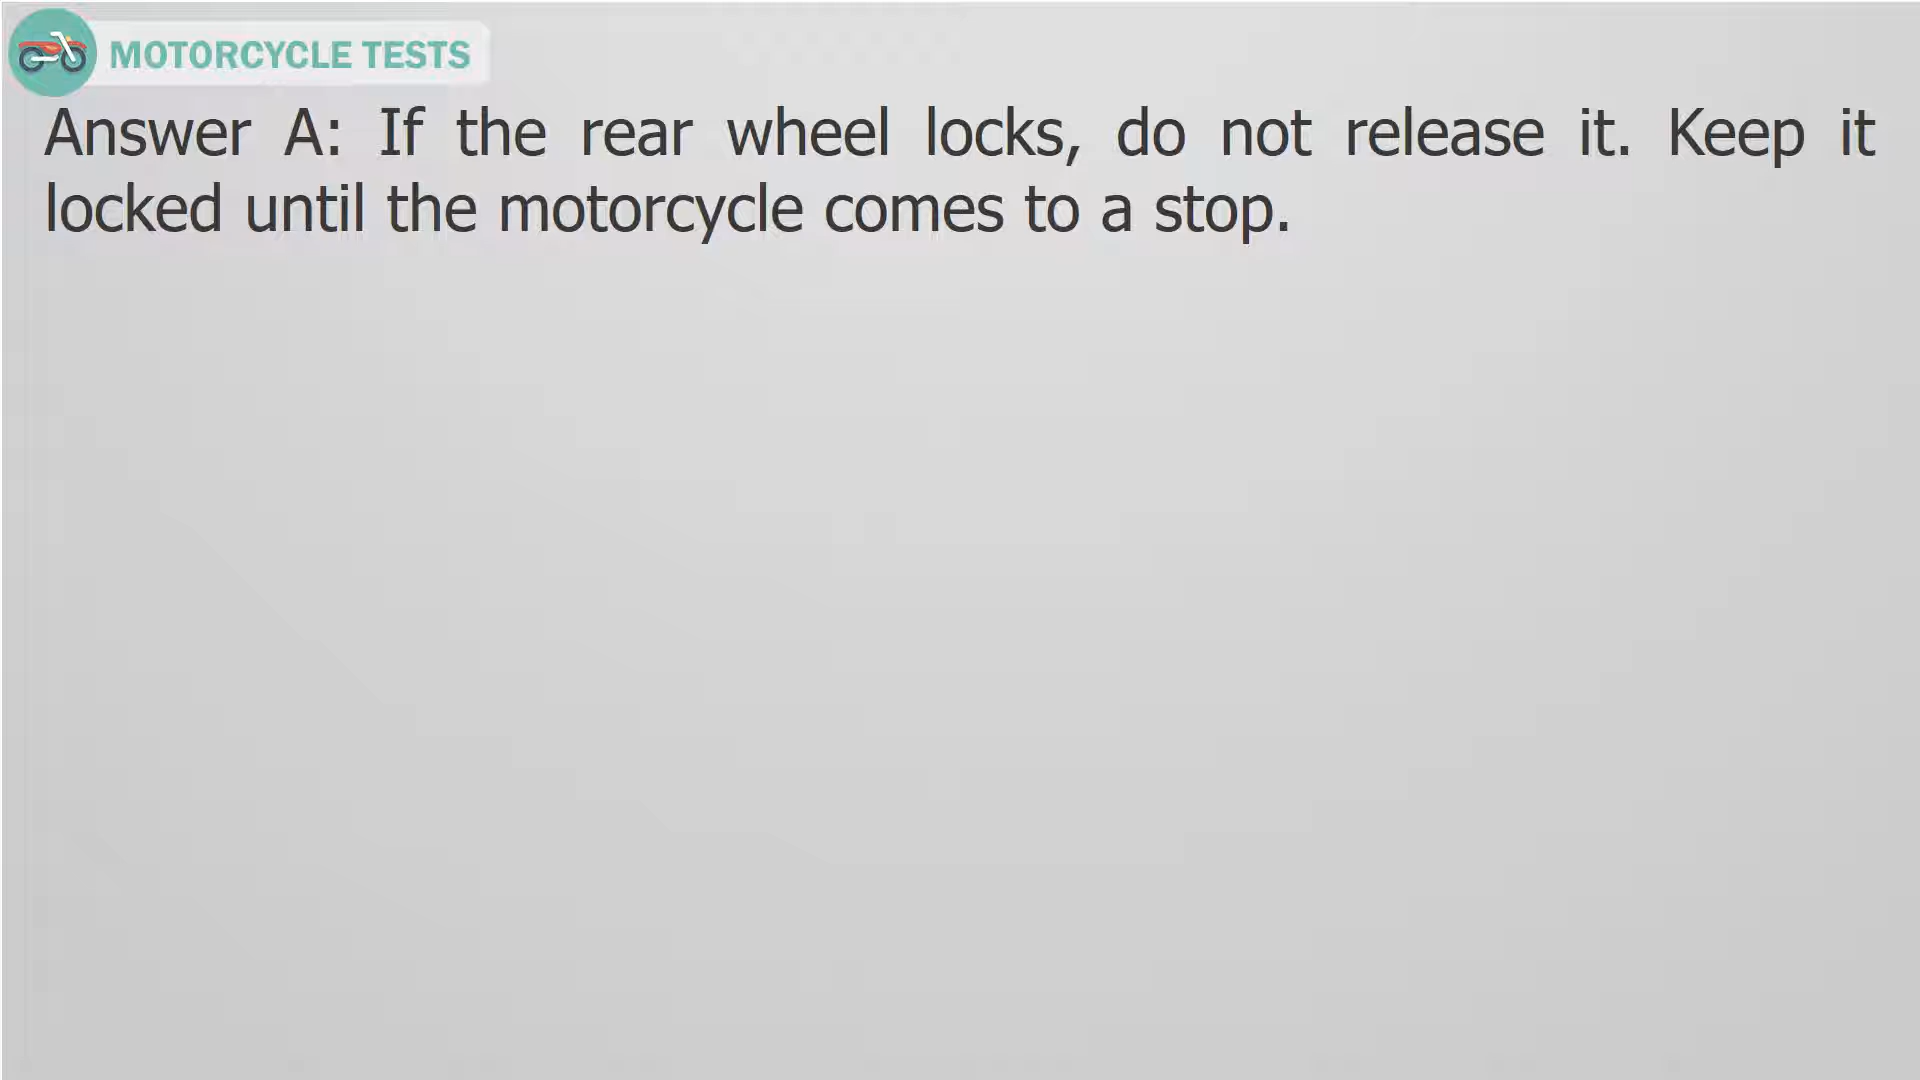 MOTORCYCLE TESTS
Answer A: If the rear wheel locks, do not release it. Keep it
locked until the motorcycle comes to a stop.